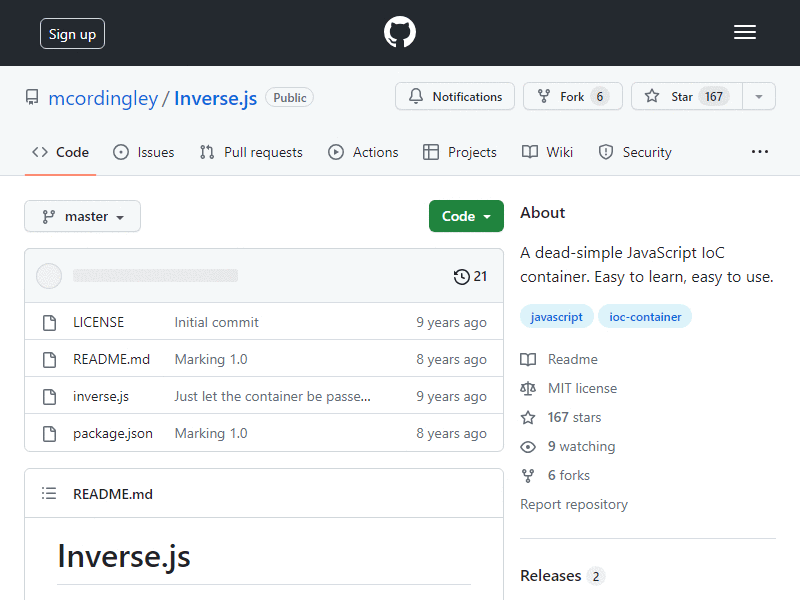 Sign up
mcordingley / Inverse.js Public
Notifications Fork 6 Star 167
Code Issues Pull requests Actions Projects Wiki Security
master Code
21
LICENSE Initial commit 9 years ago
README.md Marking 1.0 8 years ago
inverse.js Just let the container be passe... 9 years ago
package.json Marking 1.0 8 years ago
README.md
Inverse.js
About
A dead-simple JavaScript IoC
container. Easy to learn, easy to use.
javascript ioc-container
Readme
MIT license
167 stars
9 watching
6 forks
Report repository
Releases 2